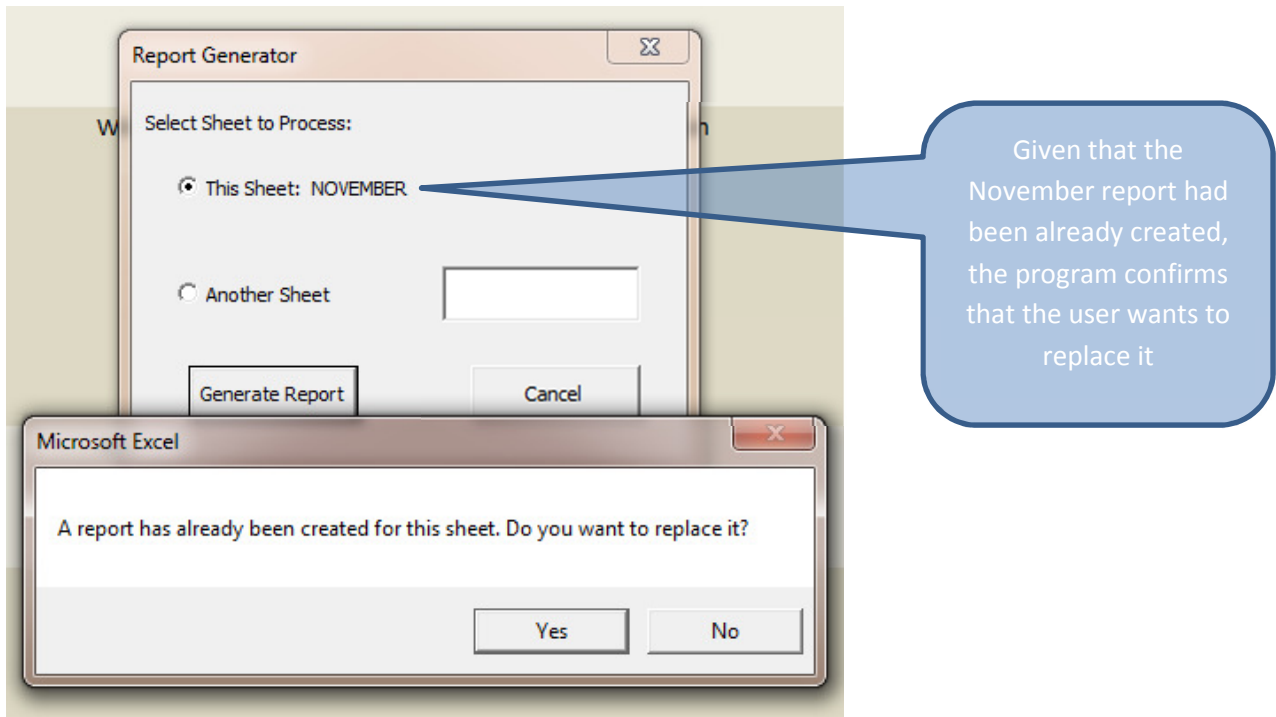 Report Generator
Select Sheet to Process:
This Sheet: NOVEMBER
Another Sheet
Generate Report
Cancel
Microsoft Excel
A report has already been created for this sheet. Do you want to replace it?
Yes
No
Given that the
November report had
been already created,
the program confirms
that the user wants to
replace it